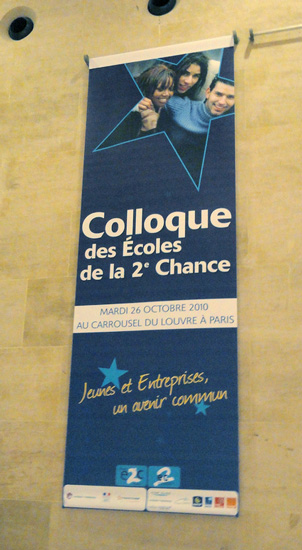 Colloque
des Écoles
de la 2e Chance
MARDI 26 OCTOBRE 2010
AU CARROUSEL DU LOUVRE À PARIS
Jeunes et Entreprises,
un avenir commun